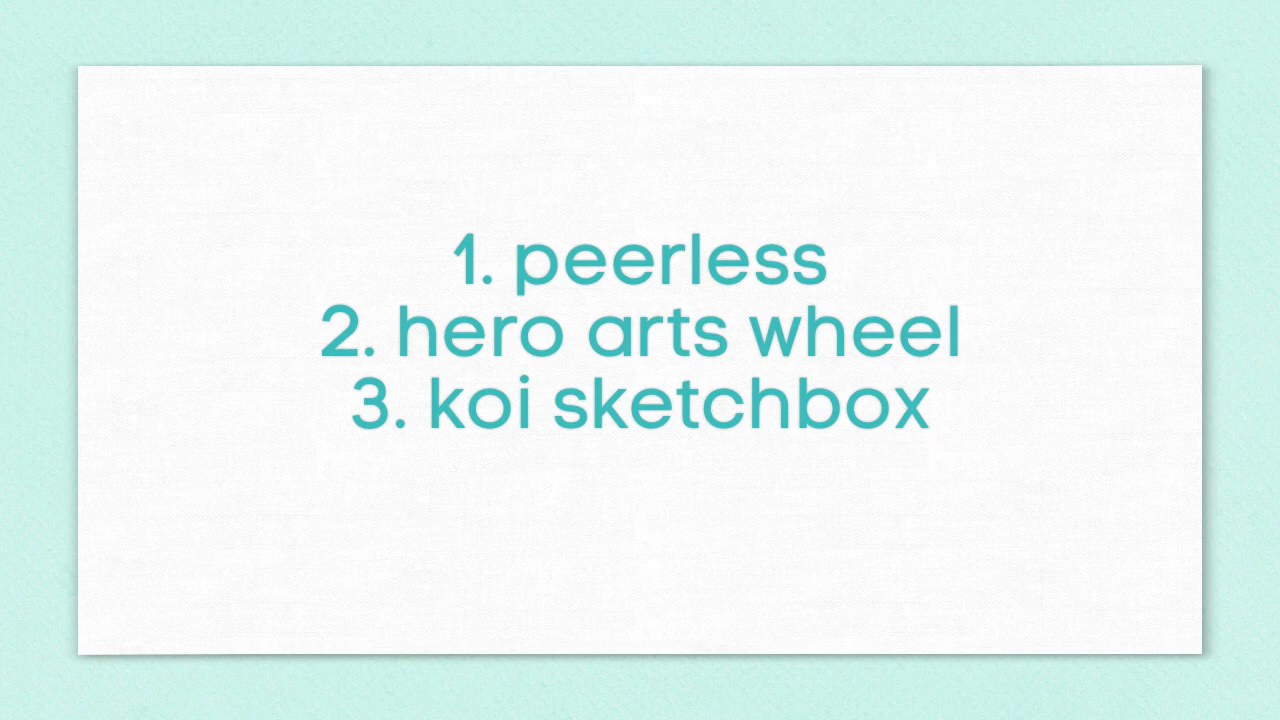 1. peerless
2. hero arts wheel
3. koi sketchbox